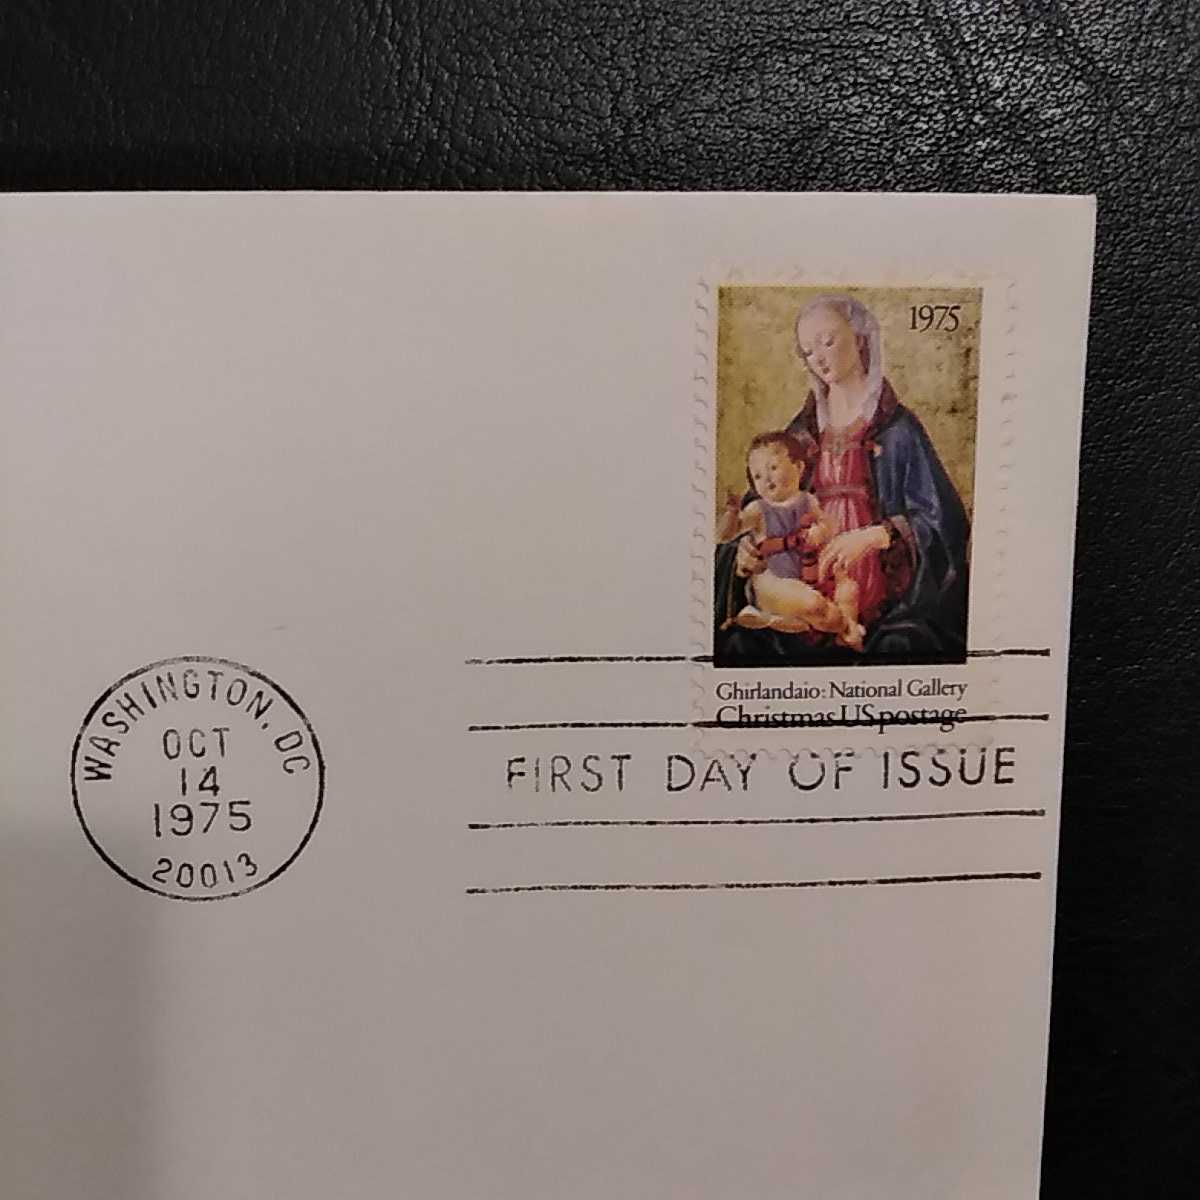 1975
Ghirlandaio: National Gallery
Christmas US postage
WASHINGTON, DC
OCT
14
1975
20013
FIRST DAY OF ISSUE